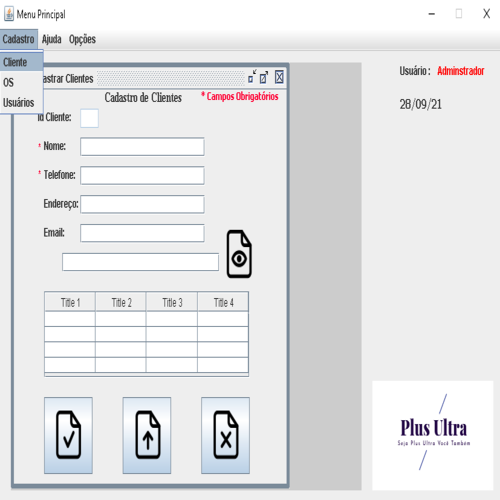 Menu Principal
Cadastro Ajuda Opções
Cliente
OS
Usuários
astrar Clientes
Cadastro de Clientes
* Campos Obrigatórios
Id Cliente:
* Nome:
* Telefone:
Endereço:
Email:
Title 1 Title 2 Title 3 Title 4
Usuário : Adminstrador
28/09/21
Plus Ultra
Seja Plus Ultra Você Também